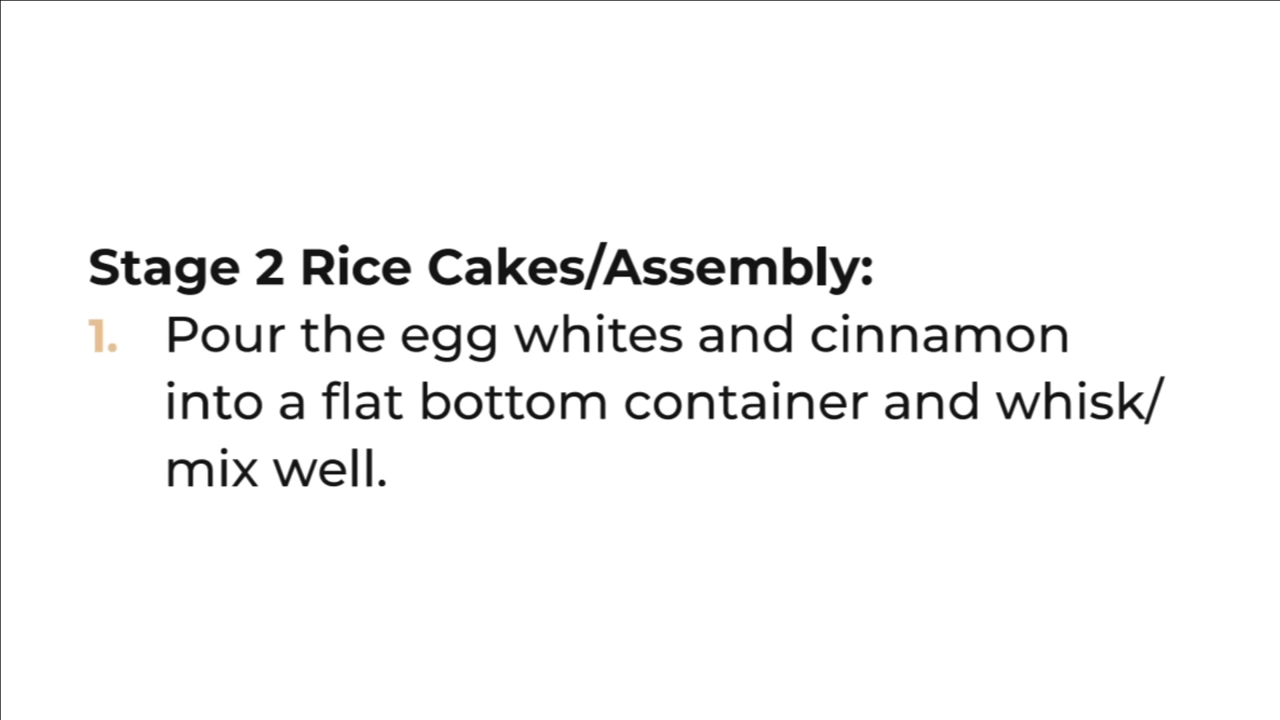 Stage 2 Rice Cakes/Assembly:
1. Pour the egg whites and cinnamon
into a flat bottom container and whisk/
mix well.